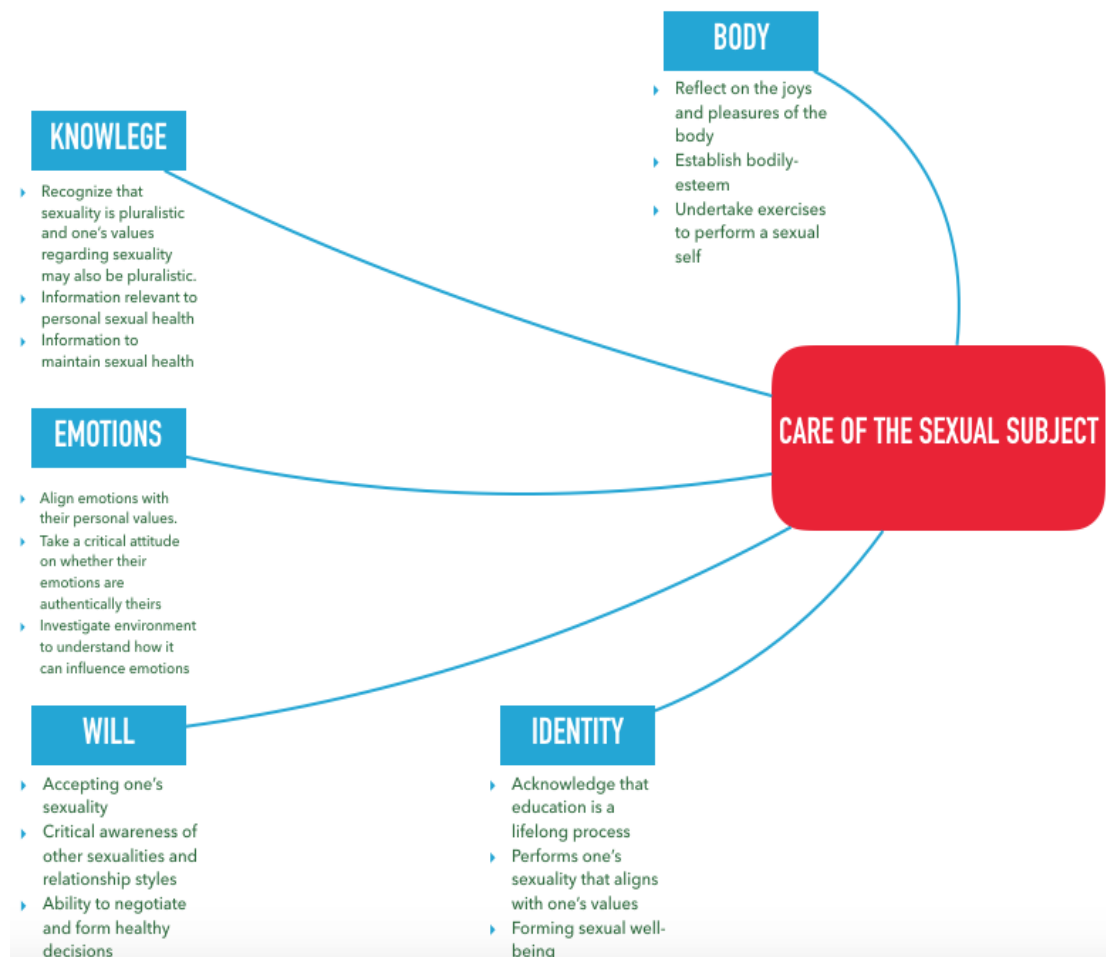 BODY
Reflect on the joys
and pleasures of the
body
Establish bodily-
esteem
Undertake exercises
to perform a sexual
self
KNOWLEGE
Recognize that
sexuality is pluralistic
and one's values
regarding sexuality
may also be pluralistic.
Information relevant to
personal sexual health
Information to
maintain sexual health
CARE OF THE SEXUAL SUBJECT
EMOTIONS
Align emotions with
their personal values.
Take a critical attitude
on whether their
emotions are
authentically theirs
Investigate environment
to understand how it
can influence emotions
WILL
Accepting one's
sexuality
Critical awareness of
other sexualities and
relationship styles
Ability to negotiate
and form healthy
decisions
IDENTITY
Acknowledge that
education is a
lifelong process
Performs one's
sexuality that aligns
with one's values
Forming sexual well-
being